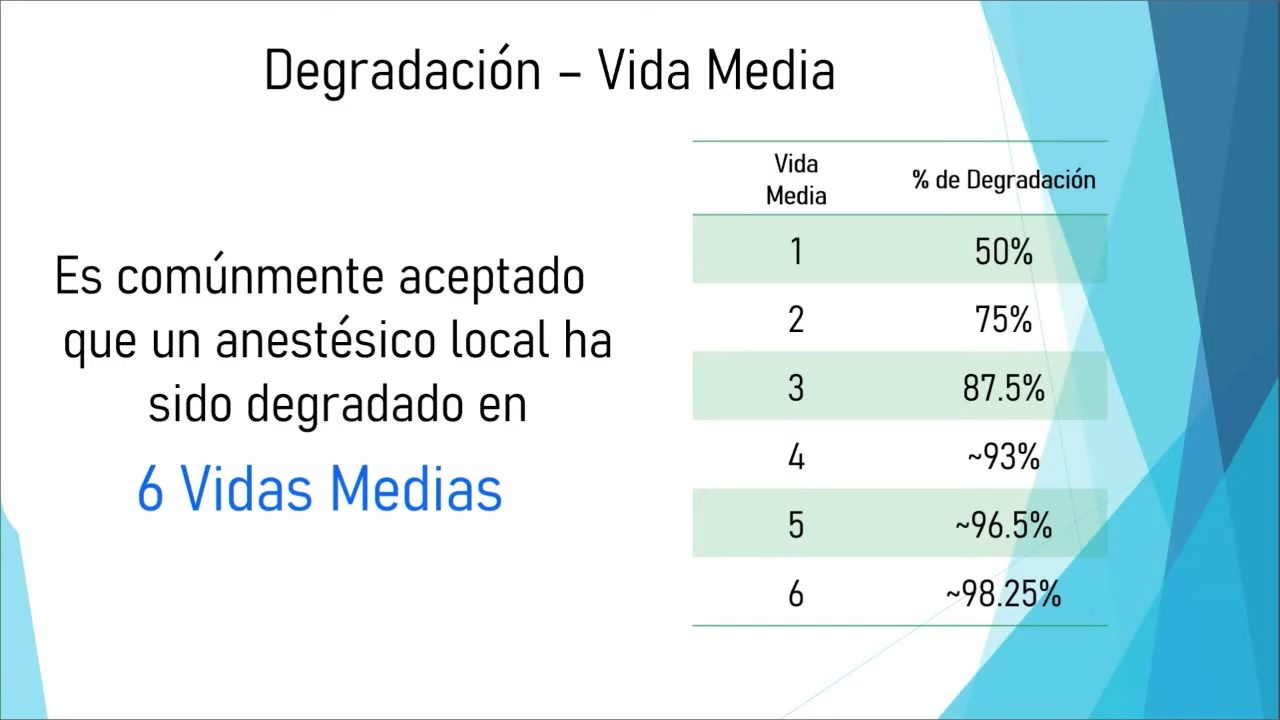 Degradación – Vida Media
Es comúnmente aceptado
que un anestésico local ha
sido degradado en
6 Vidas Medias
Vida
Media
% de Degradación
1 50%
2 75%
3 87.5%
4 ~93%
5 ~96.5%
6 ~98.25%